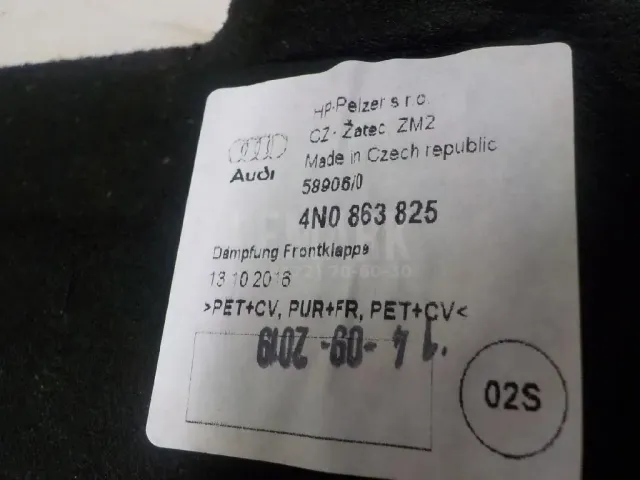 HP-Pelzer s.r.o.
CZ - Žatec ZM2
Made in Czech republic
58906/0
Audi
4N0 863 825
Dämpfung Frontklappe
13.10.2016
>PET+CV, PUR+FR, PET+CV<
14 -09- 2019
02S